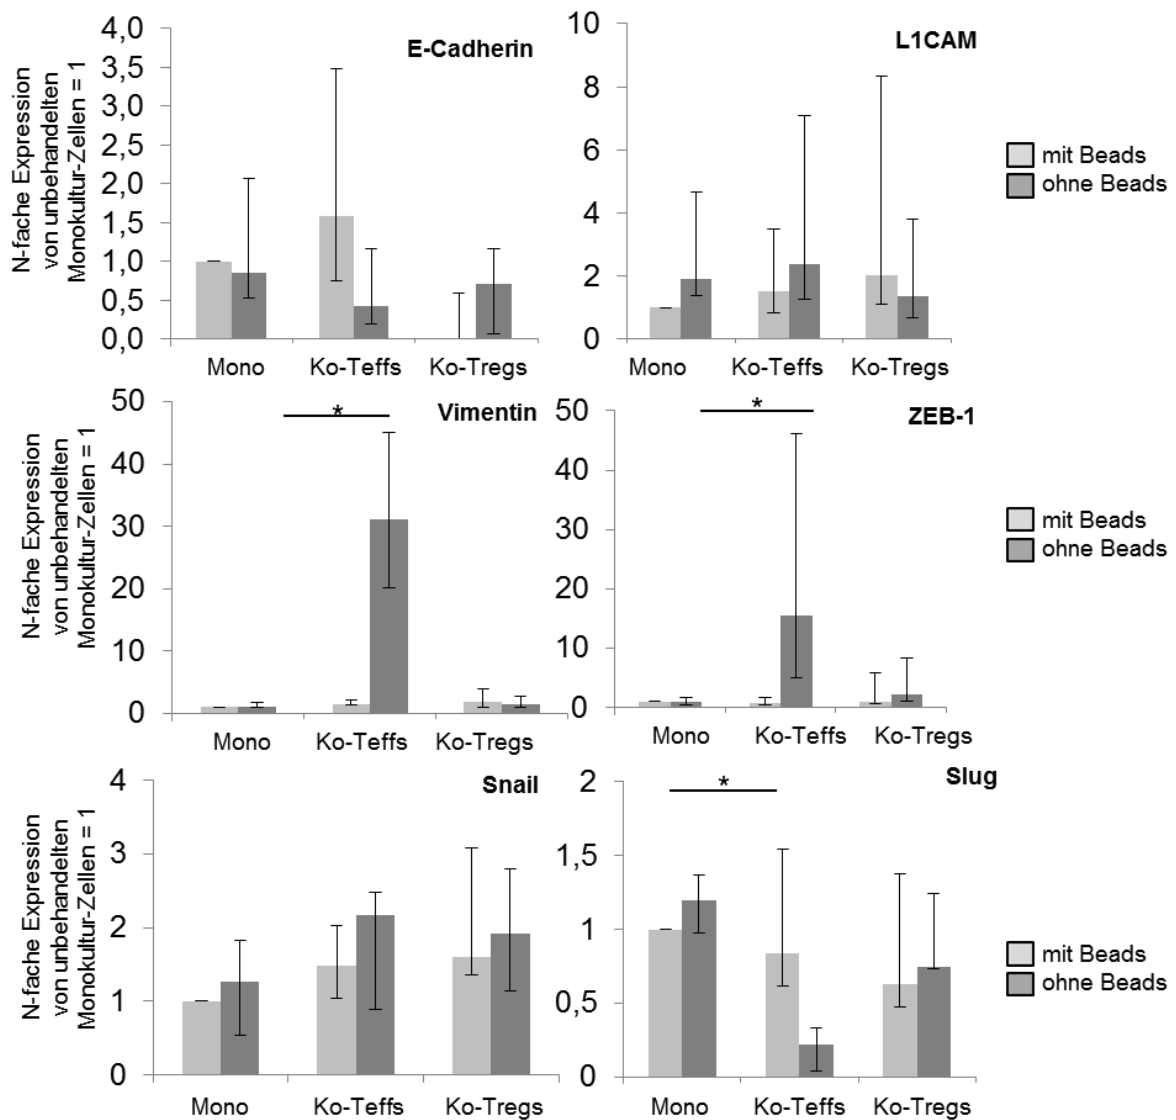 N-fache Expression
von unbehandelten
Monokultur-Zellen = 1
4,0
3,5
3,0
2,5
2,0
1,5
1,0
0,5
0,0
E-Cadherin
Mono Ko-Teffs Ko-Tregs
10
8
6
4
2
0
L1CAM
Mono Ko-Teffs Ko-Tregs
mit Beads
ohne Beads
N-fache Expression
von unbehandelten
Monokultur-Zellen = 1
50
40
30
20
10
0
*
Vimentin
Mono Ko-Teffs Ko-Tregs
50
40
30
20
10
0
*
ZEB-1
Mono Ko-Teffs Ko-Tregs
mit Beads
ohne Beads
N-fache Expression
von unbehandelten
Monokultur-Zellen = 1
4
3
2
1
0
Snail
Mono Ko-Teffs Ko-Tregs
2
1,5
1
0,5
0
*
Slug
Mono Ko-Teffs Ko-Tregs
mit Beads
ohne Beads